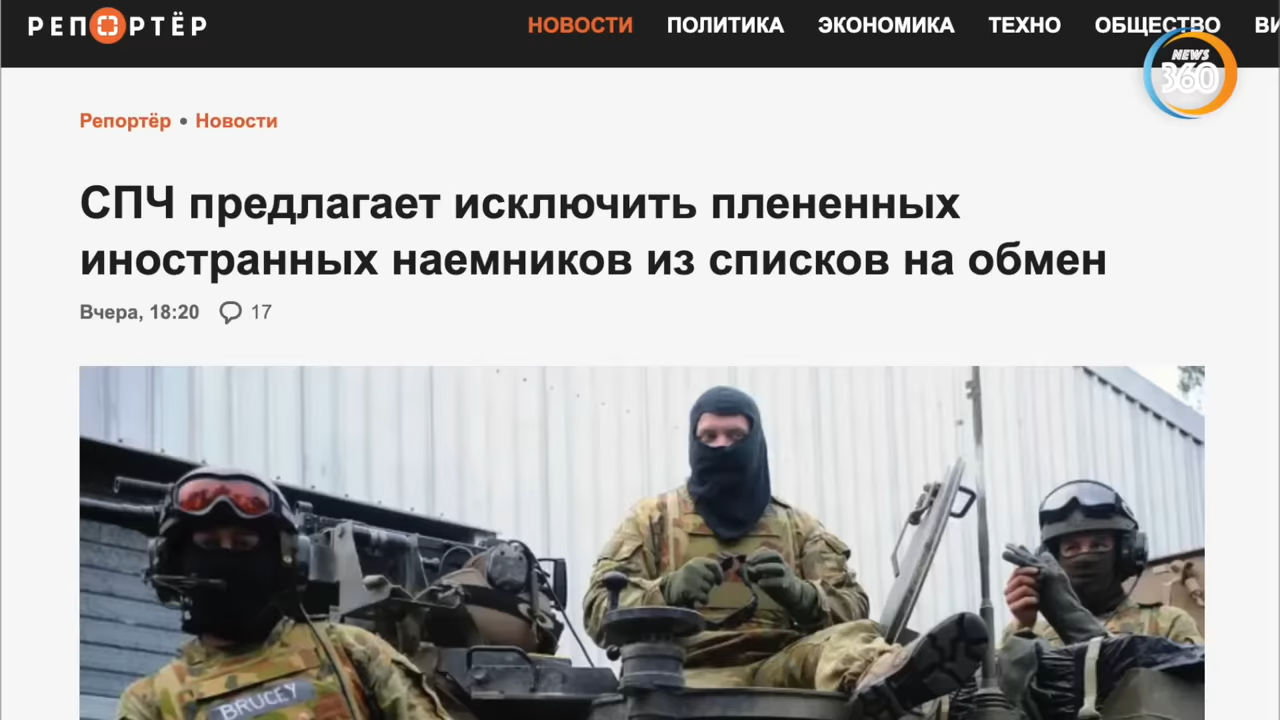 РЕПОРТЁР
НОВОСТИ ПОЛИТИКА ЭКОНОМИКА ТЕХНО ОБЩЕСТВО
NEWS
360
Репортёр • Новости
СПЧ предлагает исключить плененных
иностранных наемников из списков на обмен
Вчера, 18:20 17
BRUCEY